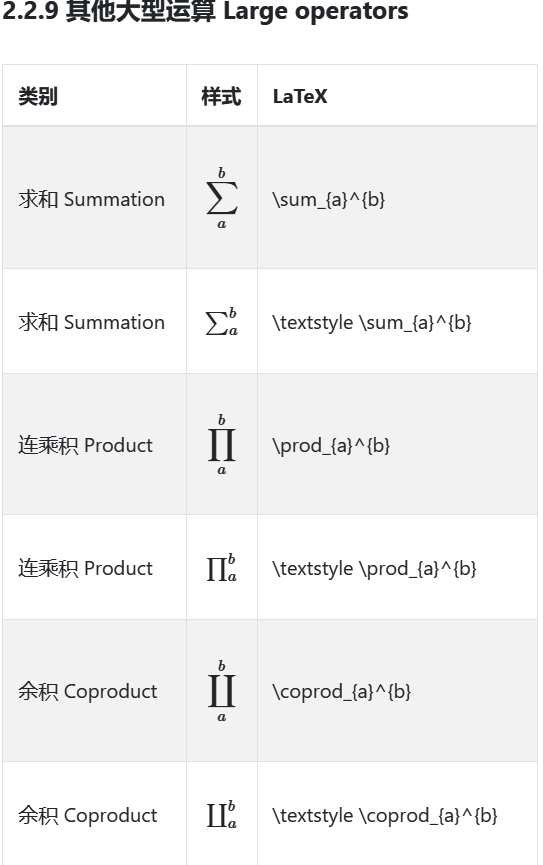 2.2.9 其他大型运算 Large operators
类别 样式 LaTeX
求和 Summation \sum_{a}^{b} \sum_{a}^{b}
求和 Summation \textstyle \sum_{a}^{b} \textstyle \sum_{a}^{b}
连乘积 Product \prod_{a}^{b} \prod_{a}^{b}
连乘积 Product \textstyle \prod_{a}^{b} \textstyle \prod_{a}^{b}
余积 Coproduct \coprod_{a}^{b} \coprod_{a}^{b}
余积 Coproduct \textstyle \coprod_{a}^{b} \textstyle \coprod_{a}^{b}